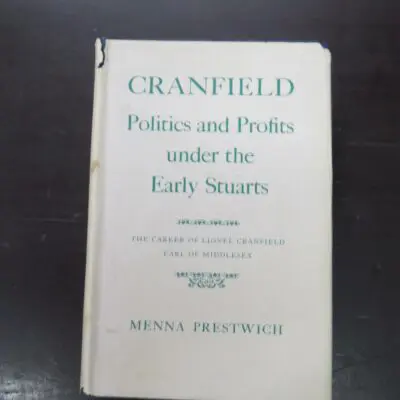 CRANFIELD
Politics and Profits
under the
Early Stuarts
THE CAREER OF LIONEL CRANFIELD
EARL OF MIDDLESEX
MENNA PRESTWICH